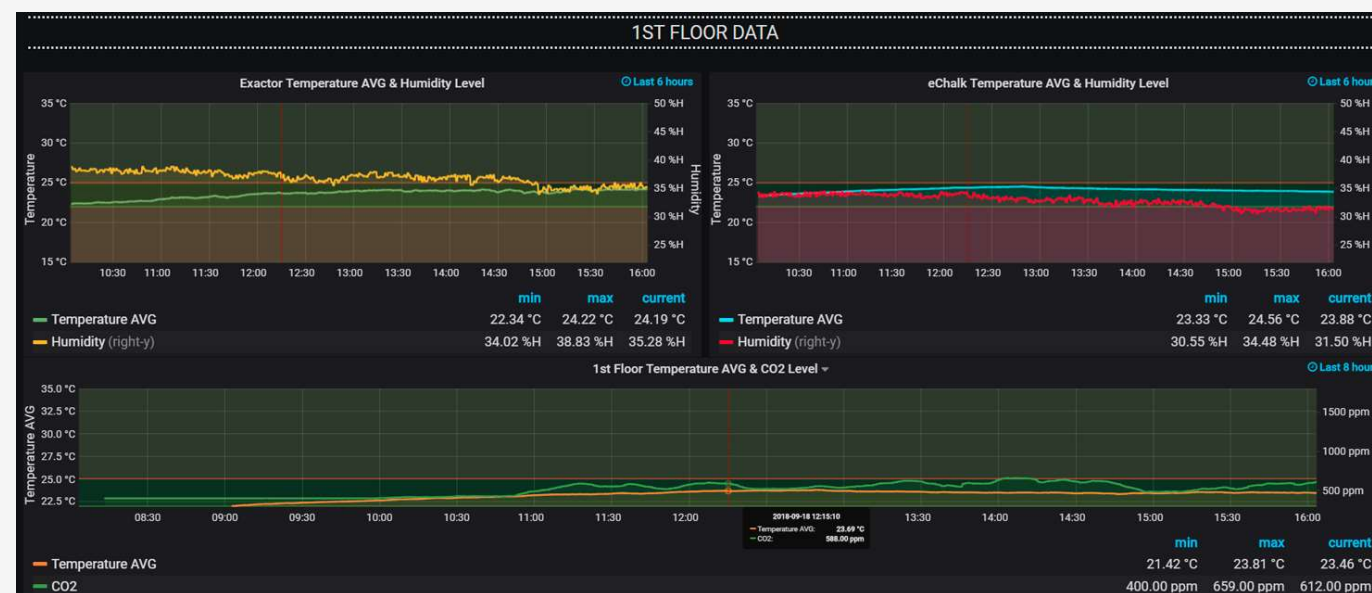 1ST FLOOR DATA
Exactor Temperature AVG & Humidity Level
Last 6 hours
35 °C
30 °C
25 °C
20 °C
15 °C
Temperature
50 %H
45 %H
40 %H
35 %H
30 %H
25 %H
Humidity
10:30 11:00 11:30 12:00 12:30 13:00 13:30 14:00 14:30 15:00 15:30 16:00
min max current
Temperature AVG 22.34 °C 24.22 °C 24.19 °C
Humidity (right-y) 34.02 %H 38.83 %H 35.28 %H
eChalk Temperature AVG & Humidity Level
Last 6 hour
35 °C
30 °C
25 °C
20 °C
15 °C
Temperature
50 %H
45 %H
40 %H
35 %H
30 %H
25 %H
10:30 11:00 11:30 12:00 12:30 13:00 13:30 14:00 14:30 15:00 15:30 16:00
min max current
Temperature AVG 23.33 °C 24.56 °C 23.88 °C
Humidity (right-y) 30.55 %H 34.48 %H 31.50 %H
1st Floor Temperature AVG & CO2 Level
Last 8 hour
35.0 °C
32.5 °C
30.0 °C
27.5 °C
25.0 °C
22.5 °C
Temperature AVG
1500 ppm
1000 ppm
500 ppm
08:30 09:00 09:30 10:00 10:30 11:00 11:30 12:00 13:30 14:00 14:30 15:00 15:30 16:00
2018-09-18 12:15:10
Temperature AVG: 23.69 °C
CO2: 588.00 ppm
min max current
Temperature AVG 21.42 °C 23.81 °C 23.46 °C
CO2 400.00 ppm 659.00 ppm 612.00 ppm